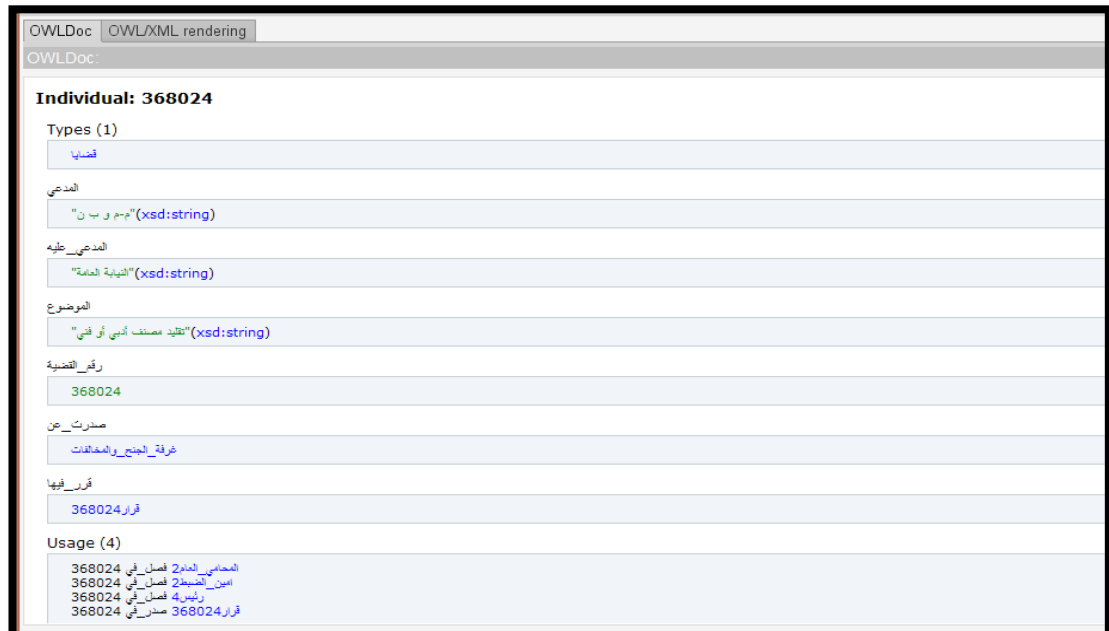 OWLDoc OWL/XML rendering
OWLDoc:
Individual: 368024
Types (1)
قضايا
المدعي
"م-م و ب ن"(xsd:string)
المدعي_عليه
"النيابة العامة"(xsd:string)
الموضوع
"تقليد مصنف أدبي أو فني"(xsd:string)
رقم_القضية
368024
صدرت_عن
غرفة_الجنح_والمخالفات
قرر_فيها
قرار368024
Usage (4)
المحامي_العام2 فصل_في 368024
امين_الضبط2 فصل_في 368024
رئيس4 فصل_في 368024
قرار368024 صدر_في 368024